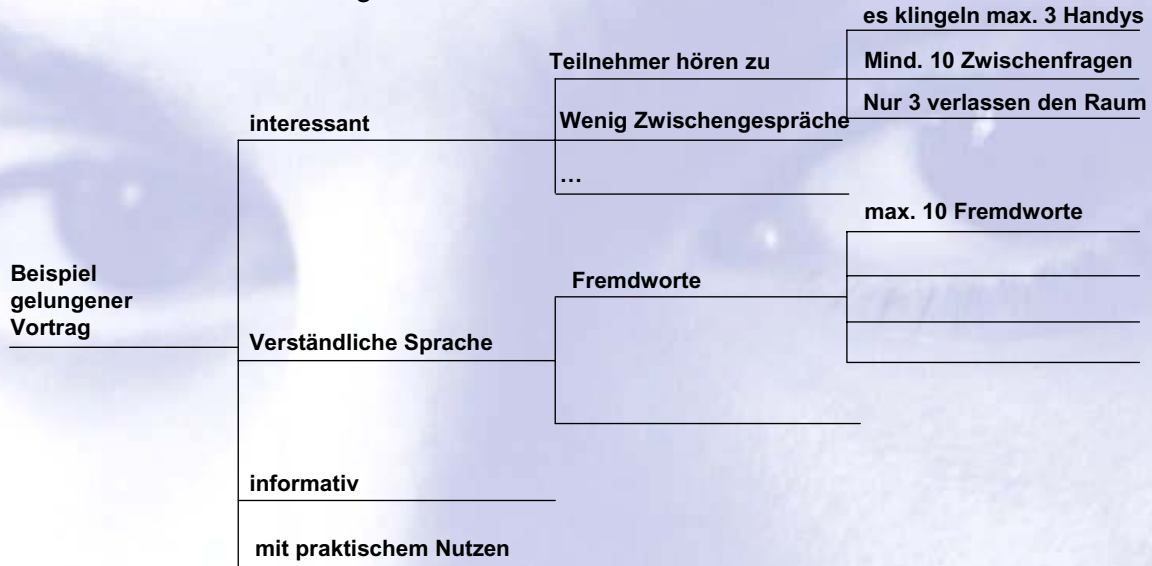 es klingeln max. 3 Handys
Teilnehmer hören zu
Mind. 10 Zwischenfragen
Nur 3 verlassen den Raum
interessant
Wenig Zwischengespräche
…
max. 10 Fremdworte
Beispiel
gelungener
Vortrag
Fremdworte
Verständliche Sprache
informativ
mit praktischem Nutzen